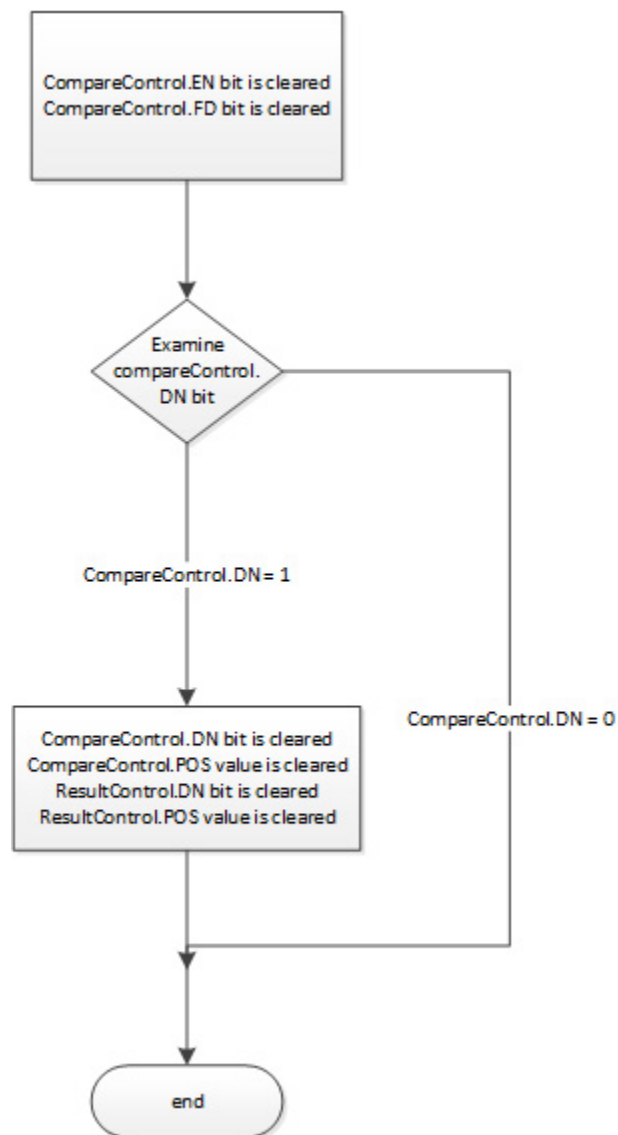 CompareControl.EN bit is cleared
CompareControl.FD bit is cleared
Examine
compareControl.
DN bit
CompareControl.DN = 1
CompareControl.DN = 0
CompareControl.DN bit is cleared
CompareControl.POS value is cleared
ResultControl.DN bit is cleared
ResultControl.POS value is cleared
end